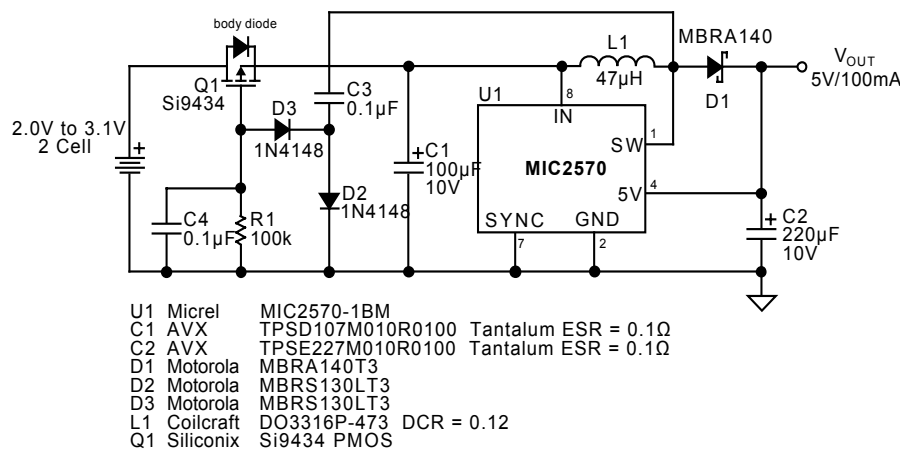 body diode
Q1
Si9434
2.0V to 3.1V
2 Cell
+
C4
0.1µF
R1
100k
D3
1N4148
C3
0.1µF
D2
1N4148
+
C1
100µF
10V
L1
47µH
U1
8
IN
SW
1
MIC2570
5V
4
SYNC
GND
7
2
MBRA140
D1
VOUT
5V/100mA
+
C2
220µF
10V
U1 Micrel MIC2570-1BM
C1 AVX TPSD107M010R0100 Tantalum ESR = 0.1Ω
C2 AVX TPSE227M010R0100 Tantalum ESR = 0.1Ω
D1 Motorola MBRA140T3
D2 Motorola MBRS130LT3
D3 Motorola MBRS130LT3
L1 Coilcraft DO3316P-473 DCR = 0.12
Q1 Siliconix Si9434 PMOS